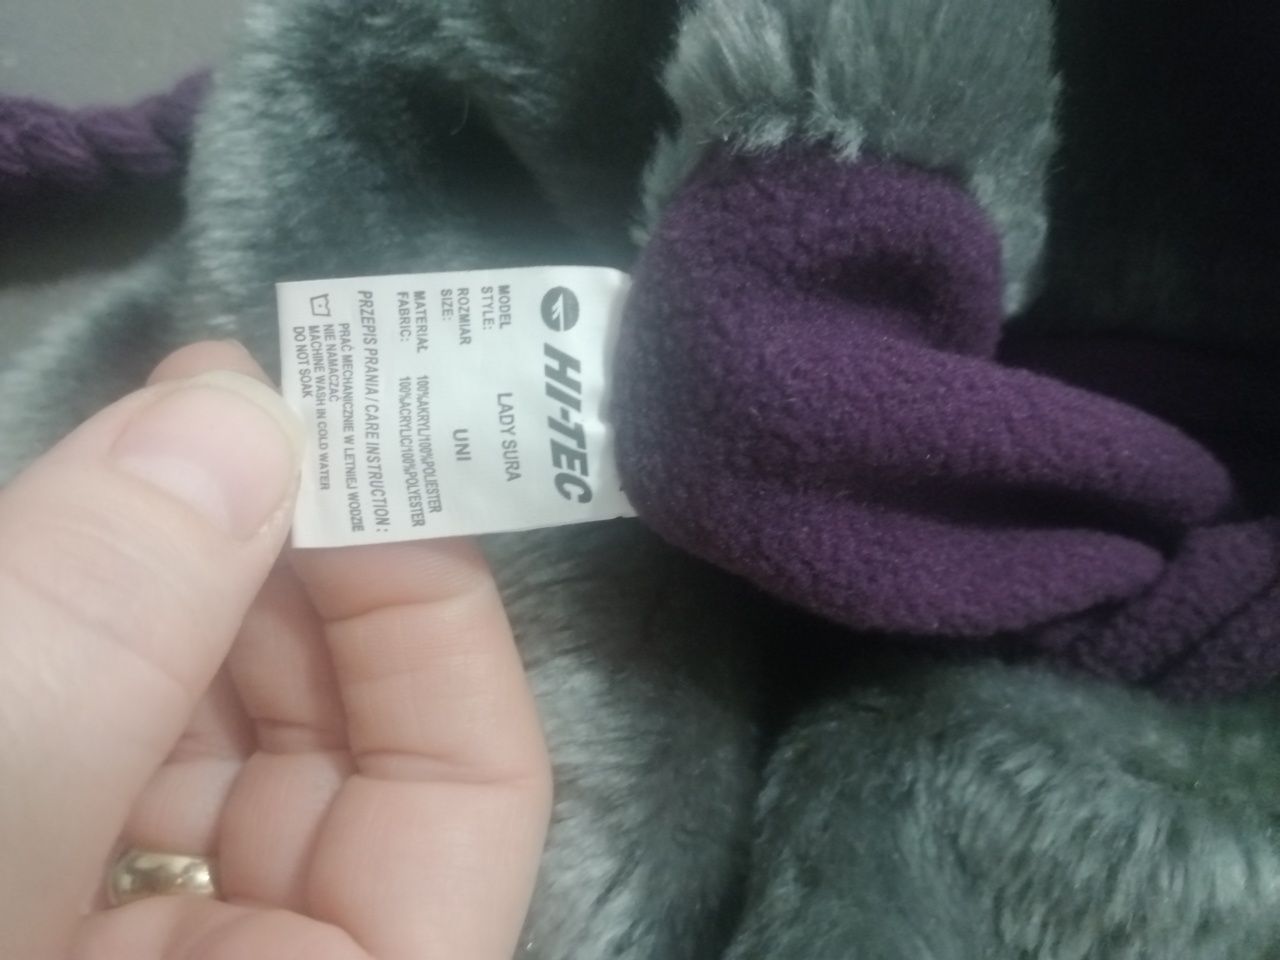 HI-TEC
MODEL
STYLE: LADY SURA
ROZMIAR
SIZE: UNI
MATERIAŁ 100%AKRYL/100%POLIESTER
FABRIC: 100%ACRYLIC/100%POLYESTER
PRZEPIS PRANIA / CARE INSTRUCTION :
PRAĆ MECHANICZNIE W LETNIEJ WODZIE
NIE NAMACZAĆ
MACHINE WASH IN COLD WATER
DO NOT SOAK